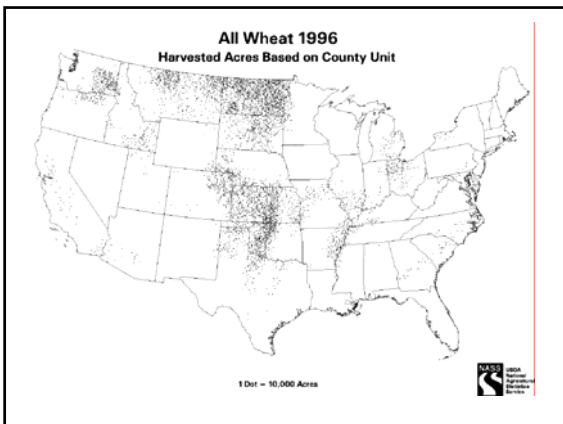 All Wheat 1996
Harvested Acres Based on County Unit
1 Dot = 10,000 Acres
NASS
USDA
National
Agricultural
Statistics
Service